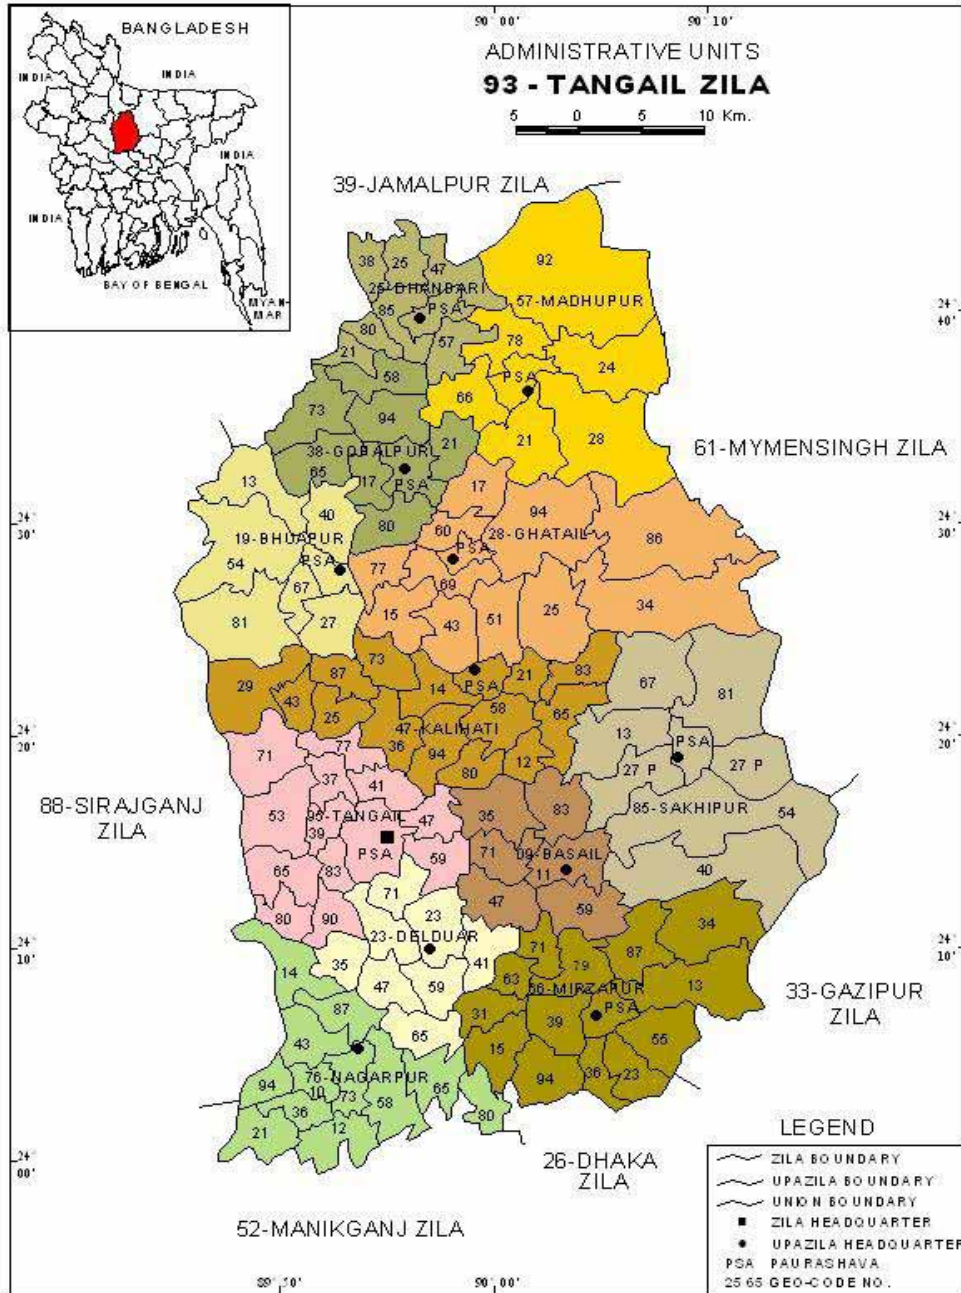 90 00'
90 10'
BANGLADESH
INDIA
INDIA
INDIA
INDIA
BAY OF BENGAL
MYAN-
MAR
ADMINISTRATIVE UNITS
93 - TANGAIL ZILA
5 0 5 10 Km.
39-JAMALPUR ZILA
38 25 47
25-DHANBARI
85 PSA
80 57
21
92
57-MADHUPUR
78
24
PSA
66
21 28
24
40'
24
40'
58
73 94
21
38-GOPALPUR
65 17 PSA
80
61-MYMENSINGH ZILA
13
40
19-BHUAPUR
54 PSA
67
81 27
24
30'
24
30'
17
94
60 28-GHATAIL
PSA 86
77
69
34
15 43 51 25
73
87 21 83
29 14 PSA
43 58
25 65
47-KALIHATI
36 94 80 12
67 81
13
PSA
27 P 27 P
85-SAKHIPUR
54
40
24
20'
24
20'
88-SIRAJGANJ
ZILA
71 77
37 41
53 95-TANGAIL 47
39
PSA 59
65 83
80 90
35 83
71 09-BASAIL
11
47 59
71
23
23-DELDUAR
35 41
47 59
65
24
10'
24
10'
34
71 87
79
63 56-MIRZAPUR 13
PSA
31 39
55
15
94 36 23
33-GAZIPUR
ZILA
14
87
43
76-NAGARPUR
94 10 73 58 65
36
21 12 80
24
00'
26-DHAKA
ZILA
52-MANIKGANJ ZILA
89 50'
90 00'
LEGEND
ZILA BOUNDARY
UPAZILA BOUNDARY
UNION BOUNDARY
ZILA HEADQUARTER
UPAZILA HEADQUARTER
PSA PAURASHAVA
25 65 GEO-CODE NO.